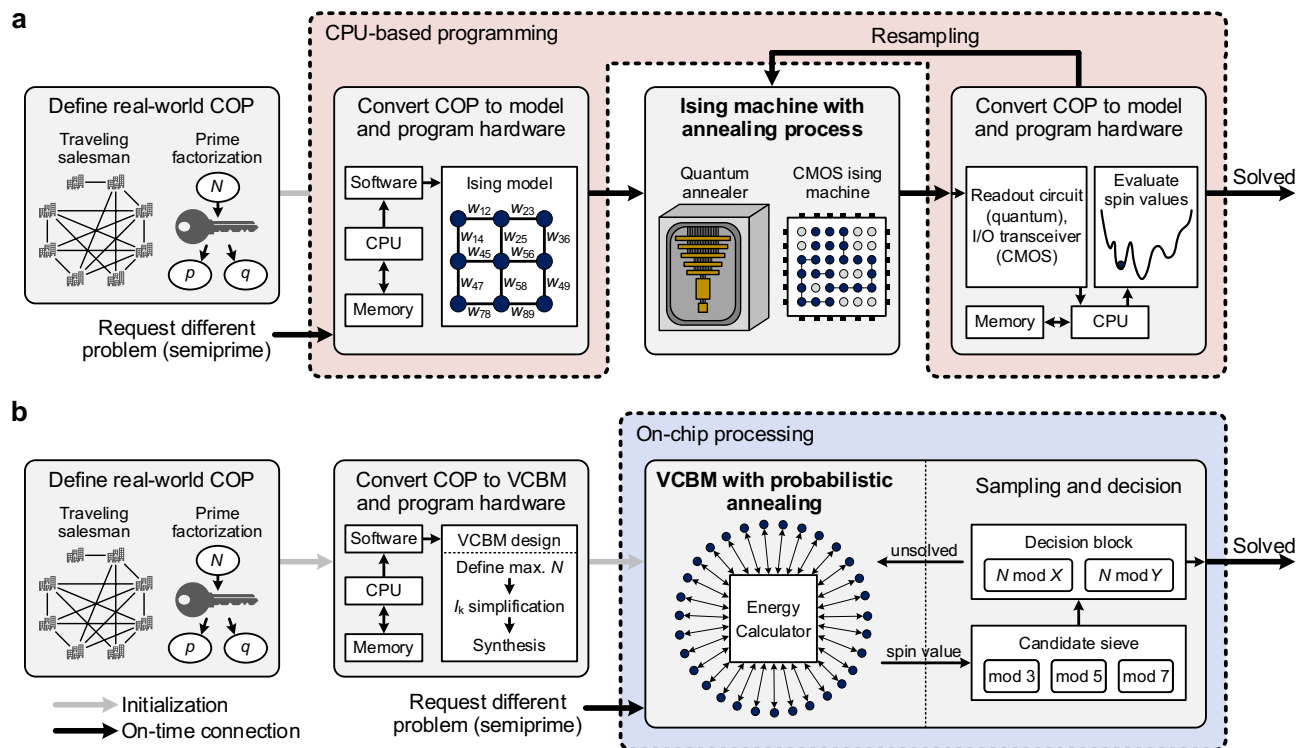 a
CPU-based programming
Resampling
Define real-world COP
Traveling
salesman
Prime
factorization
N
p
q
Request different
problem (semiprime)
Convert COP to model
and program hardware
Software
CPU
Memory
Ising model
w12
w23
w14
w25
w36
w45
w56
w47
w58
w49
w78
w89
Ising machine with
annealing process
Quantum
annealer
CMOS ising
machine
Convert COP to model
and program hardware
Readout circuit
(quantum),
I/O transceiver
(CMOS)
Evaluate
spin values
Memory
CPU
Solved
b
On-chip processing
Define real-world COP
Traveling
salesman
Prime
factorization
N
p
q
Convert COP to VCBM
and program hardware
Software
CPU
Memory
VCBM design
Define max. N
Ik simplification
Synthesis
VCBM with probabilistic
annealing
Energy
Calculator
Sampling and decision
unsolved
Decision block
N mod X
N mod Y
spin value
Candidate sieve
mod 3
mod 5
mod 7
Solved
Request different
problem (semiprime)
Initialization
On-time connection